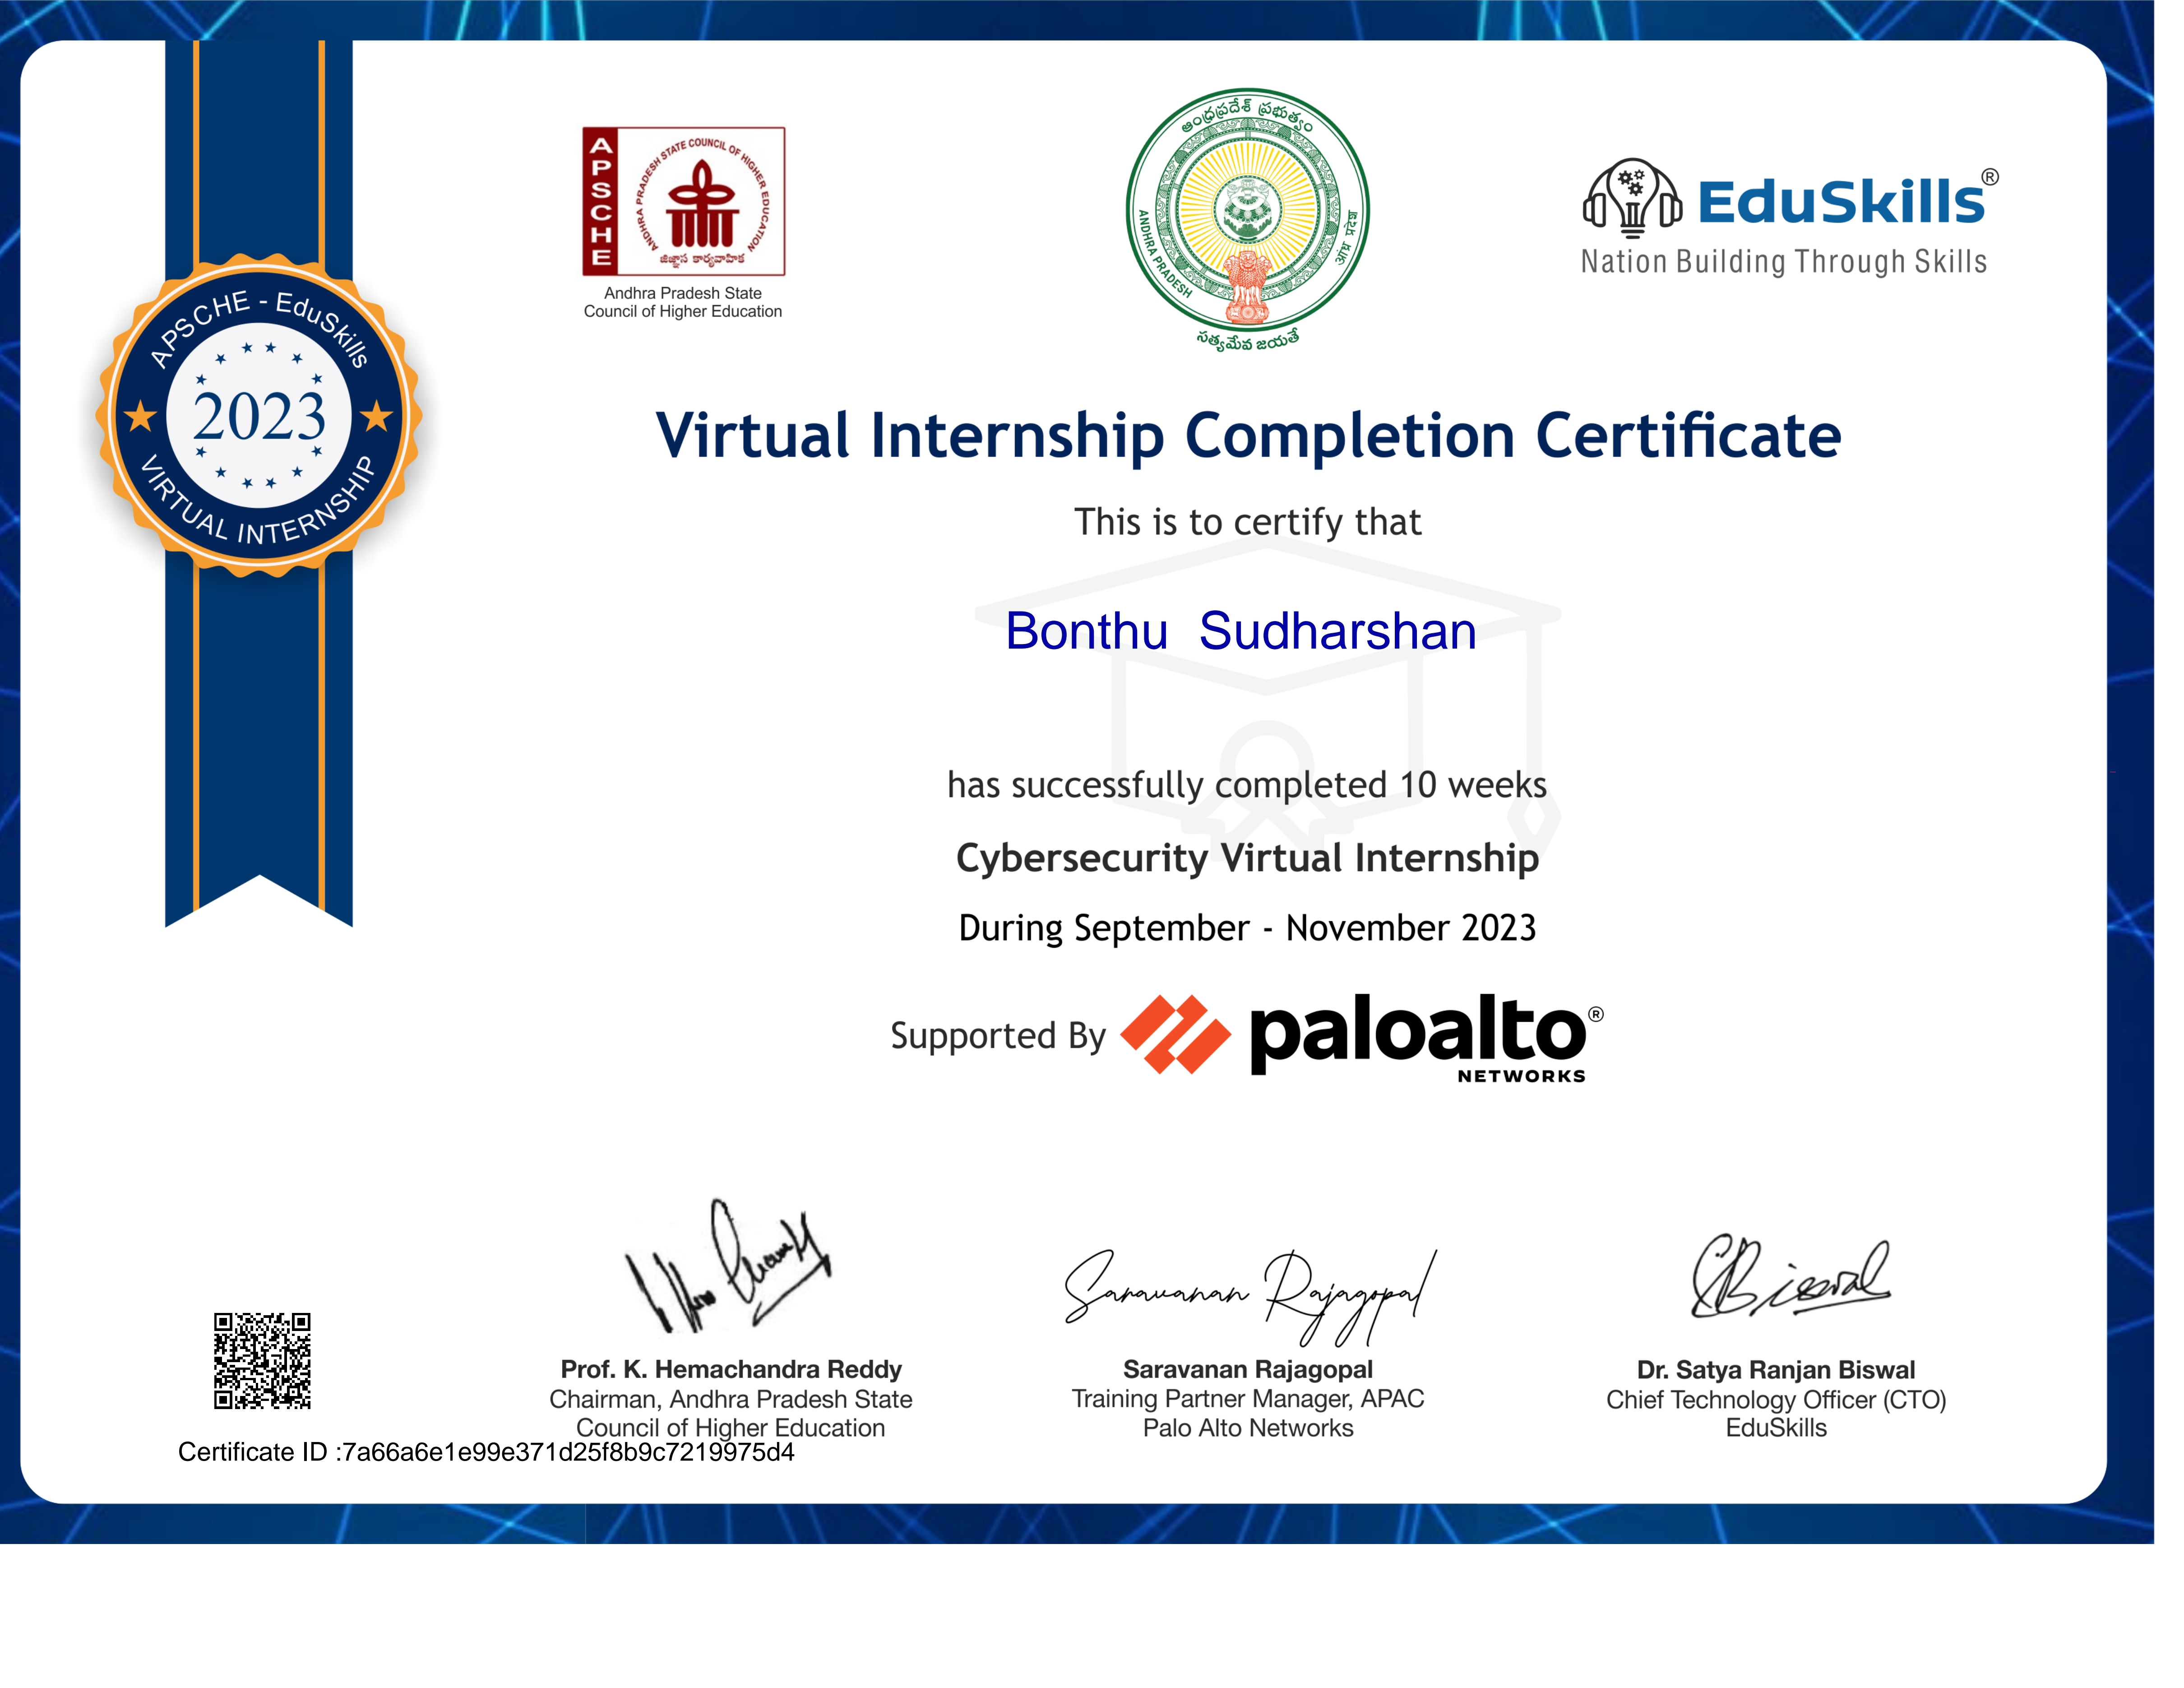 APSCHE
ANDHRA PRADESH STATE COUNCIL OF HIGHER EDUCATION
జిజ్ఞాస కార్యవాహిక
Andhra Pradesh State
Council of Higher Education
ఆంధ్రప్రదేశ్ ప్రభుత్వం
ANDHRA PRADESH
आंध्र प्रदेश
సత్యమేవ జయతే
EduSkills®
Nation Building Through Skills
APSCHE - EduSkills
2023
VIRTUAL INTERNSHIP
Virtual Internship Completion Certificate
This is to certify that
Bonthu Sudharshan
has successfully completed 10 weeks
Cybersecurity Virtual Internship
During September - November 2023
Supported By paloalto®
NETWORKS
Saravanan Rajagopal
Biswal
Prof. K. Hemachandra Reddy
Chairman, Andhra Pradesh State
Council of Higher Education
Saravanan Rajagopal
Training Partner Manager, APAC
Palo Alto Networks
Dr. Satya Ranjan Biswal
Chief Technology Officer (CTO)
EduSkills
Certificate ID :7a66a6e1e99e371d25f8b9c7219975d4